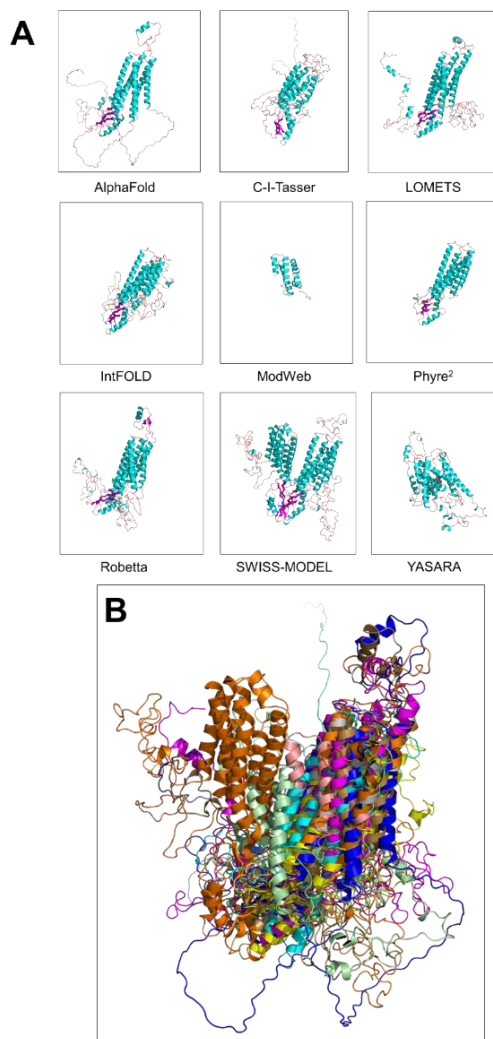 A
AlphaFold
C-I-Tasser
LOMETS
IntFOLD
ModWeb
Phyre²
Robetta
SWISS-MODEL
YASARA
B